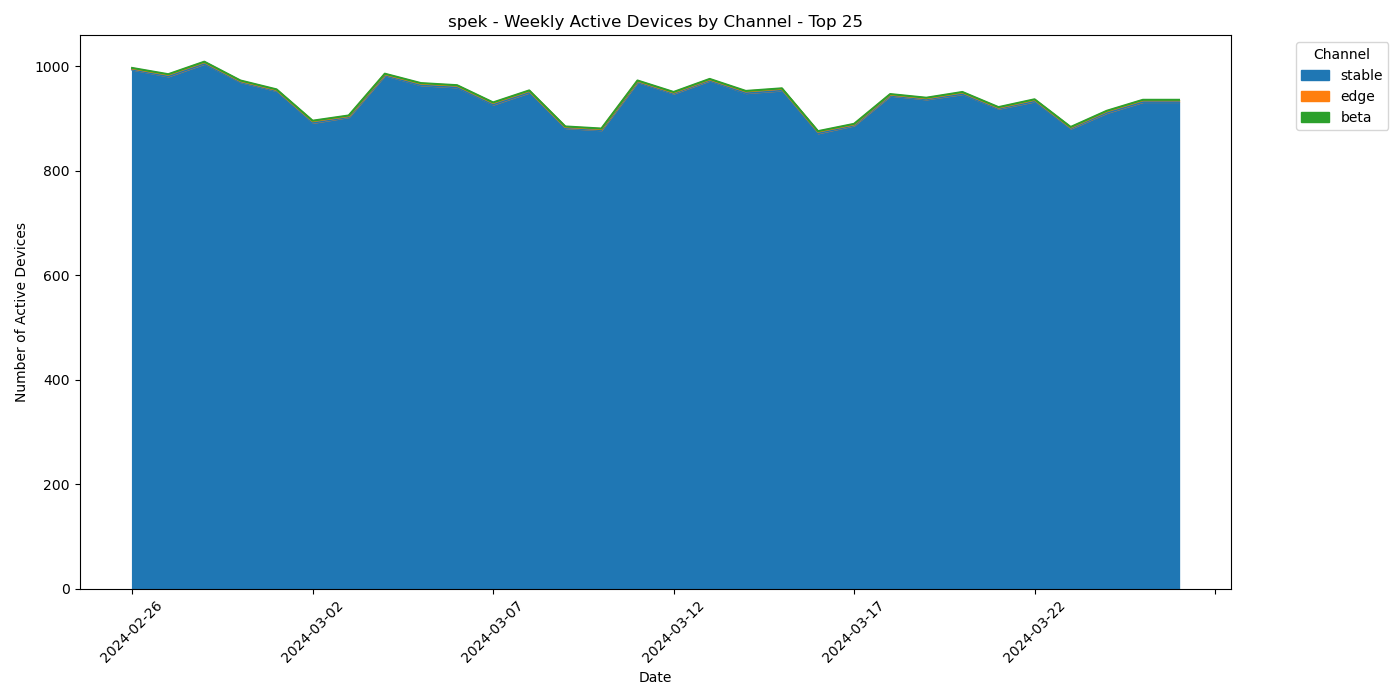 spek - Weekly Active Devices by Channel - Top 25
Channel
stable
edge
beta
Number of Active Devices
1000
800
600
400
200
0
2024-02-26
2024-03-02
2024-03-07
2024-03-12
2024-03-17
2024-03-22
Date